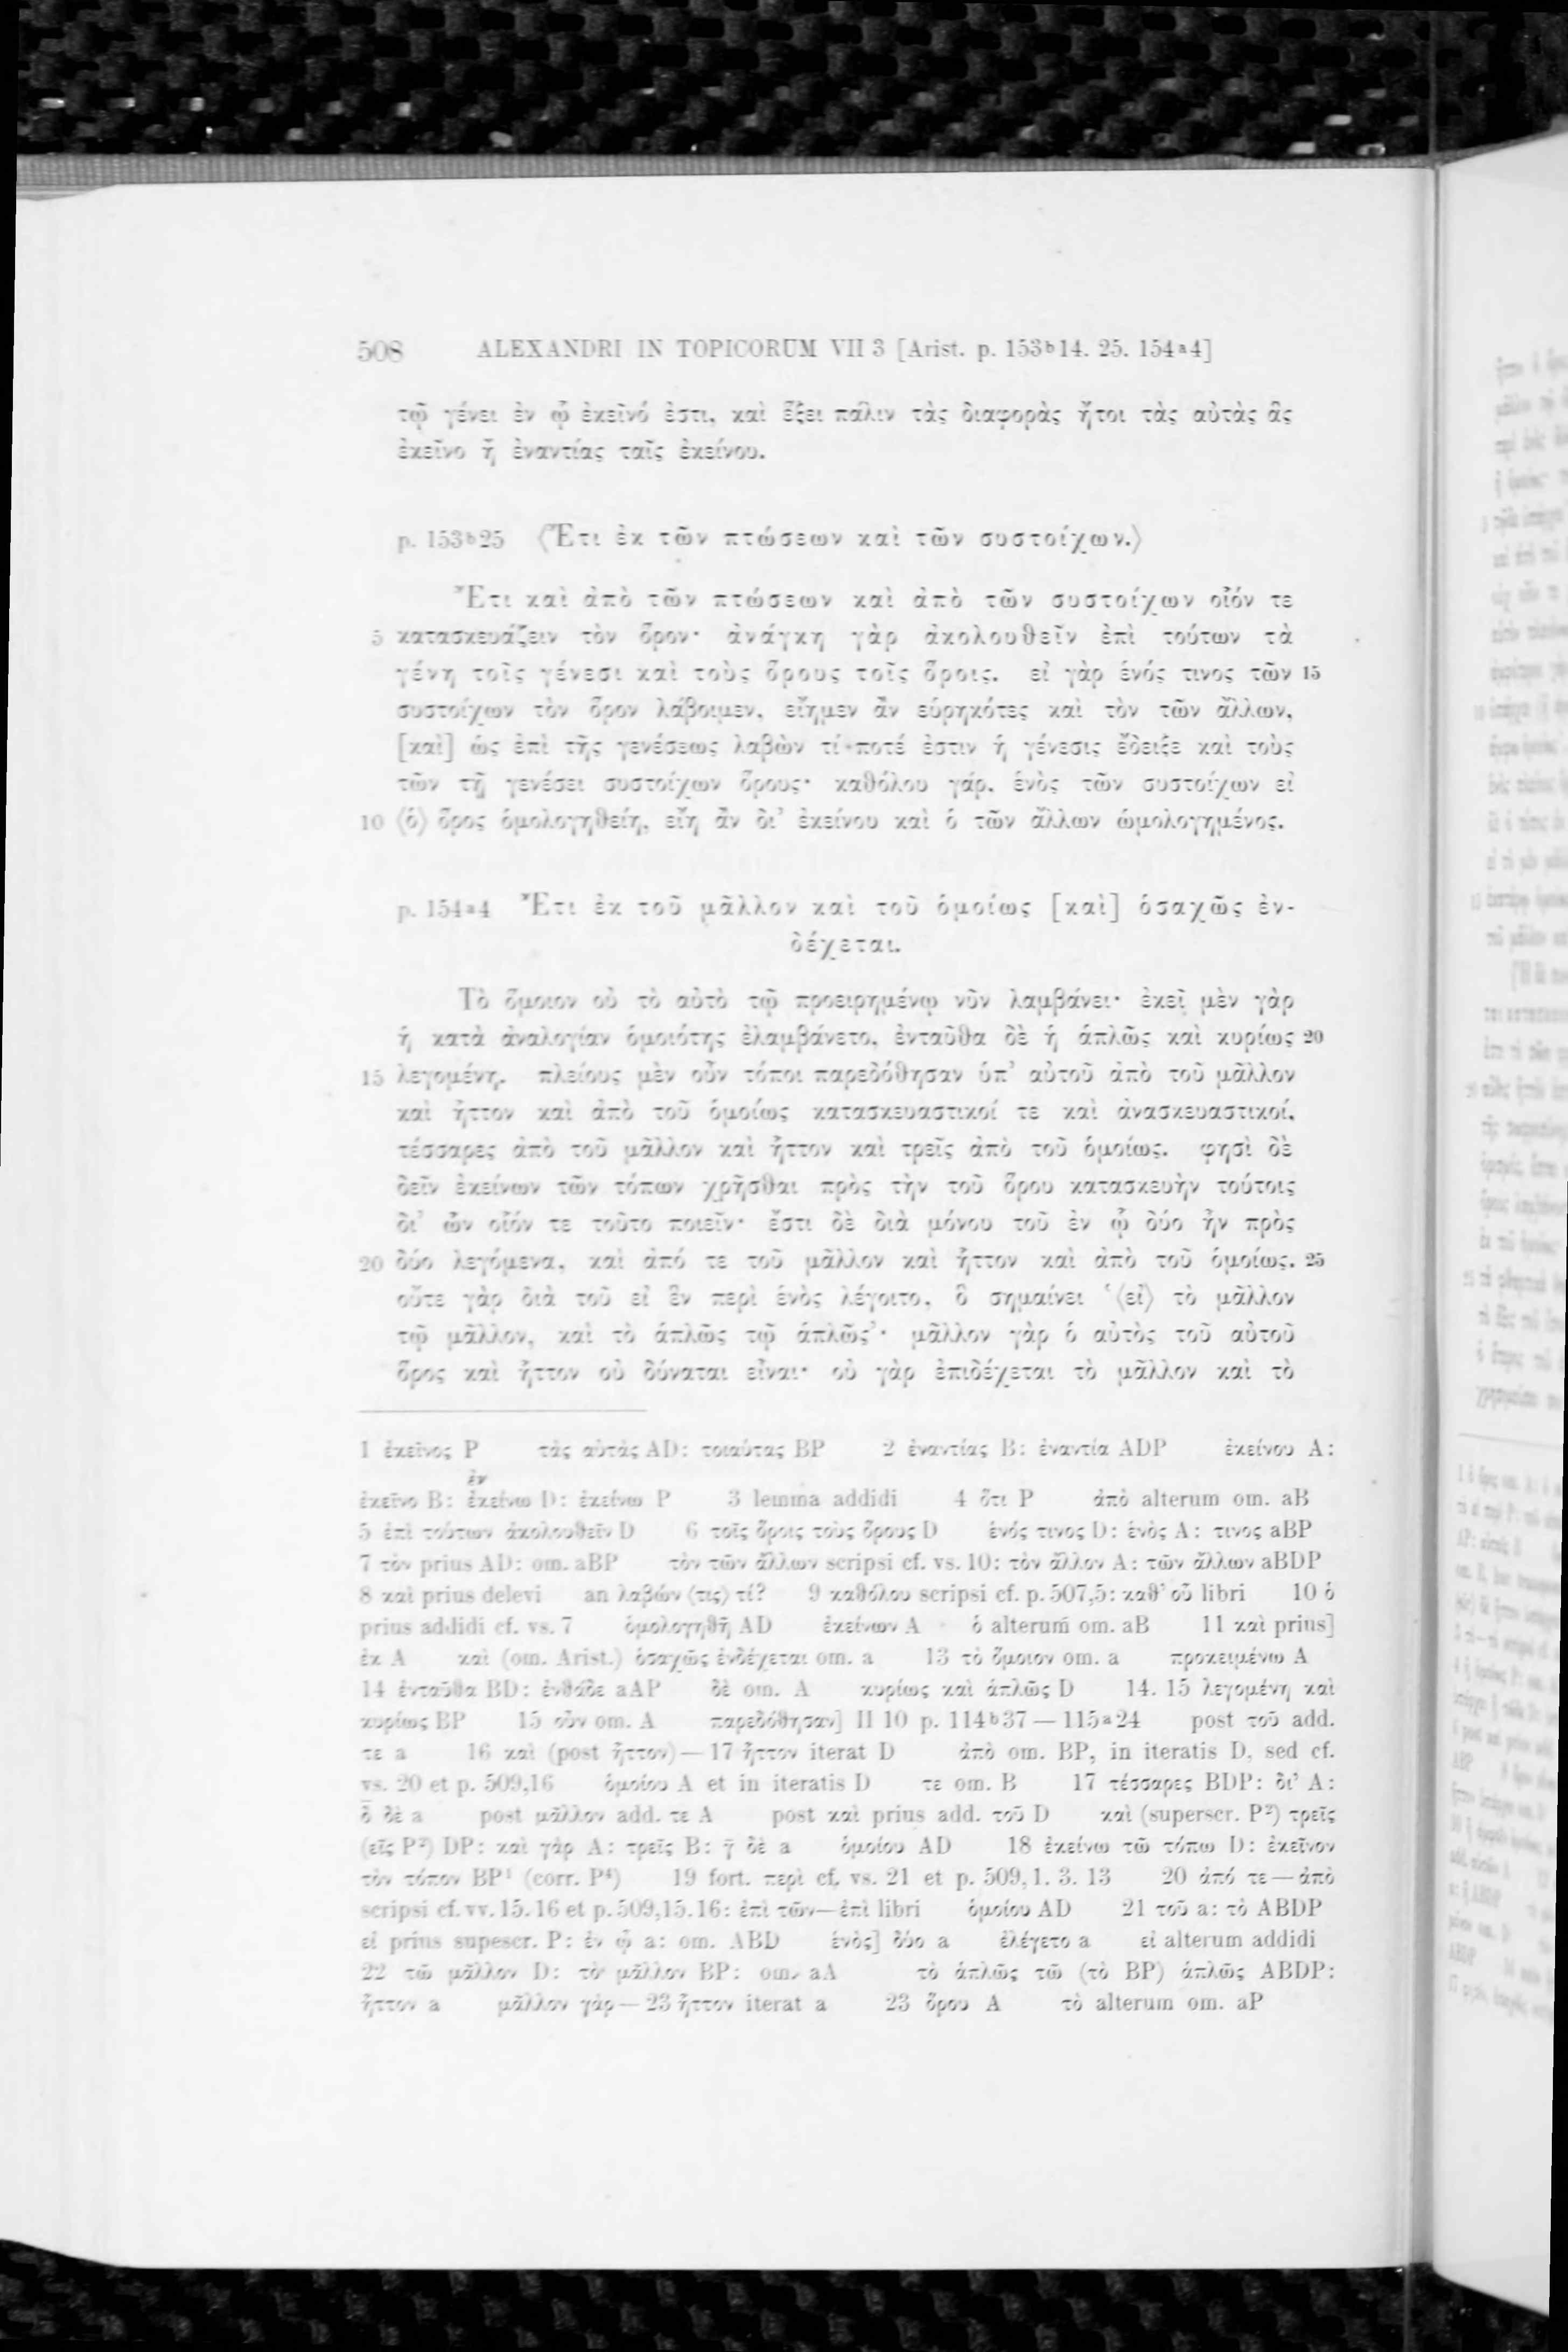 508 ALEXANDRI IN TOPICORUM VII 3 [Arist. p. 153b14. 25. 154a4]
τῷ γένει ἐν ᾧ ἐκεῖνό ἐστι, καὶ ἕξει πάλιν τὰς διαφορὰς ἤτοι τὰς αὐτὰς ἃς
ἐκεῖνο ἢ ἐναντίας ταῖς ἐκείνου.
p. 153b25 〈Ἔτι ἐκ τῶν πτώσεων καὶ τῶν συστοίχων.〉
Ἔτι καὶ ἀπὸ τῶν πτώσεων καὶ ἀπὸ τῶν συστοίχων οἷόν τε
5 κατασκευάζειν τὸν ὅρον· ἀνάγκη γὰρ ἀκολουθεῖν ἐπὶ τούτων τὰ
γένη τοῖς γένεσι καὶ τοὺς ὅρους τοῖς ὅροις. εἰ γὰρ ἑνός τινος τῶν 15
συστοίχων τὸν ὅρον λάβοιμεν, εἴημεν ἂν εὑρηκότες καὶ τὸν τῶν ἄλλων,
[καὶ] ὡς ἐπὶ τῆς γενέσεως λαβὼν τί ποτέ ἐστιν ἡ γένεσις ἔδειξε καὶ τοὺς
τῶν τῇ γενέσει συστοίχων ὅρους· καθόλου γάρ, ἑνὸς τῶν συστοίχων εἰ
10 〈ὁ〉 ὅρος ὁμολογηθείη, εἴη ἂν δι’ ἐκείνου καὶ ὁ τῶν ἄλλων ὡμολογημένος.
p. 154a4 Ἔτι ἐκ τοῦ μᾶλλον καὶ τοῦ ὁμοίως [καὶ] ὁσαχῶς ἐν-
δέχεται.
Τὸ ὅμοιον οὐ τὸ αὐτὸ τῷ προειρημένῳ νῦν λαμβάνει· ἐκεῖ μὲν γὰρ
ἡ κατὰ ἀναλογίαν ὁμοιότης ἐλαμβάνετο, ἐνταῦθα δὲ ἡ ἁπλῶς καὶ κυρίως 20
15 λεγομένη. πλείους μὲν οὖν τόποι παρεδόθησαν ὑπ’ αὐτοῦ ἀπὸ τοῦ μᾶλλον
καὶ ἧττον καὶ ἀπὸ τοῦ ὁμοίως κατασκευαστικοί τε καὶ ἀνασκευαστικοί,
τέσσαρες ἀπὸ τοῦ μᾶλλον καὶ ἧττον καὶ τρεῖς ἀπὸ τοῦ ὁμοίως. φησὶ δὲ
δεῖν ἐκείνων τῶν τόπων χρῆσθαι πρὸς τὴν τοῦ ὅρου κατασκευὴν τούτοις
δι’ ὧν οἷόν τε τοῦτο ποιεῖν· ἔστι δὲ διὰ μόνου τοῦ ἐν ᾧ δύο ἦν πρὸς
20 δύο λεγόμενα, καὶ ἀπό τε τοῦ μᾶλλον καὶ ἧττον καὶ ἀπὸ τοῦ ὁμοίως. 25
οὔτε γὰρ διὰ τοῦ εἰ ἓν περὶ ἑνὸς λέγοιτο, ὃ σημαίνει ‘〈εἰ〉 τὸ μᾶλλον
τῷ μᾶλλον, καὶ τὸ ἁπλῶς τῷ ἁπλῶς’· μᾶλλον γὰρ ὁ αὐτὸς τοῦ αὐτοῦ
ὅρος καὶ ἧττον οὐ δύναται εἶναι· οὐ γὰρ ἐπιδέχεται τὸ μᾶλλον καὶ τὸ
1 ἐκεῖνος P τὰς αὐτάς AD: τοιαύτας BP 2 ἐναντίας B: ἐναντία ADP ἐκείνου A:
ἐκεῖνο B: ἐκείνω D: ἐκείνω P 3 lemma addidi 4 ὅτι P ἀπὸ alterum om. aB
5 ἐπὶ τούτων ἀκολουθεῖν D 6 τοῖς ὅροις τοὺς ὅρους D ἑνός τινος D: ἑνὸς A: τινος aBP
7 τὸν prius AD: om. aBP τὸν τῶν ἄλλων scripsi cf. vs. 10: τὸν ἄλλον A: τῶν ἄλλων aBDP
8 καὶ prius delevi an λαβών 〈τις〉 τί? 9 καθόλου scripsi cf. p. 507,5: καθ’ οὗ libri 10 ὁ
prius addidi cf. vs. 7 ὁμολογηθῇ AD ἐκείνων A ὁ alterum om. aB 11 καὶ prius]
ἐκ A καὶ (om. Arist.) ὁσαχῶς ἐνδέχεται om. a 13 τὸ ὅμοιον om. a προκειμένω A
14 ἐνταῦθα BD: ἐνθάδε aAP δὲ om. A κυρίως καὶ ἁπλῶς D 14. 15 λεγομένη καὶ
κυρίως BP 15 οὖν om. A παρεδόθησαν] II 10 p. 114b37 — 115a24 post τοῦ add.
τε a 16 καὶ (post ἧττον) — 17 ἧττον iterat D ἀπὸ om. BP, in iteratis D, sed cf.
vs. 20 et p. 509,16 ὁμοίου A et in iteratis D τε om. B 17 τέσσαρες BDP: δι’ A:
δ̄ δὲ a post μᾶλλον add. τε A post καὶ prius add. τοῦ D καὶ (superscr. P²) τρεῖς
(εῖς P²) DP: καὶ γὰρ A: τρεῖς B: γ̄ δὲ a ὁμοίου AD 18 ἐκείνω τῶ τόπω D: ἐκεῖνον
τὸν τόπον BP¹ (corr. P⁴) 19 fort. περὶ cf. vs. 21 et p. 509,1. 3. 13 20 ἀπό τε — ἀπὸ
scripsi cf. vv. 15. 16 et p. 509,15.16: ἐπὶ τῶν—ἐπὶ libri ὁμοίου AD 21 τοῦ a: τὸ ABDP
εἰ prius supescr. P: ἐν ᾧ a: om. ABD ἑνὸς] δύο a ἐλέγετο a εἰ alterum addidi
22 τῶ μᾶλλον D: τὸ μᾶλλον BP: om. aA τὸ ἁπλῶς τῶ (τὸ BP) ἁπλῶς ABDP:
ἧττον a μᾶλλον γὰρ — 23 ἧττον iterat a 23 ὅρου A τὸ alterum om. aP